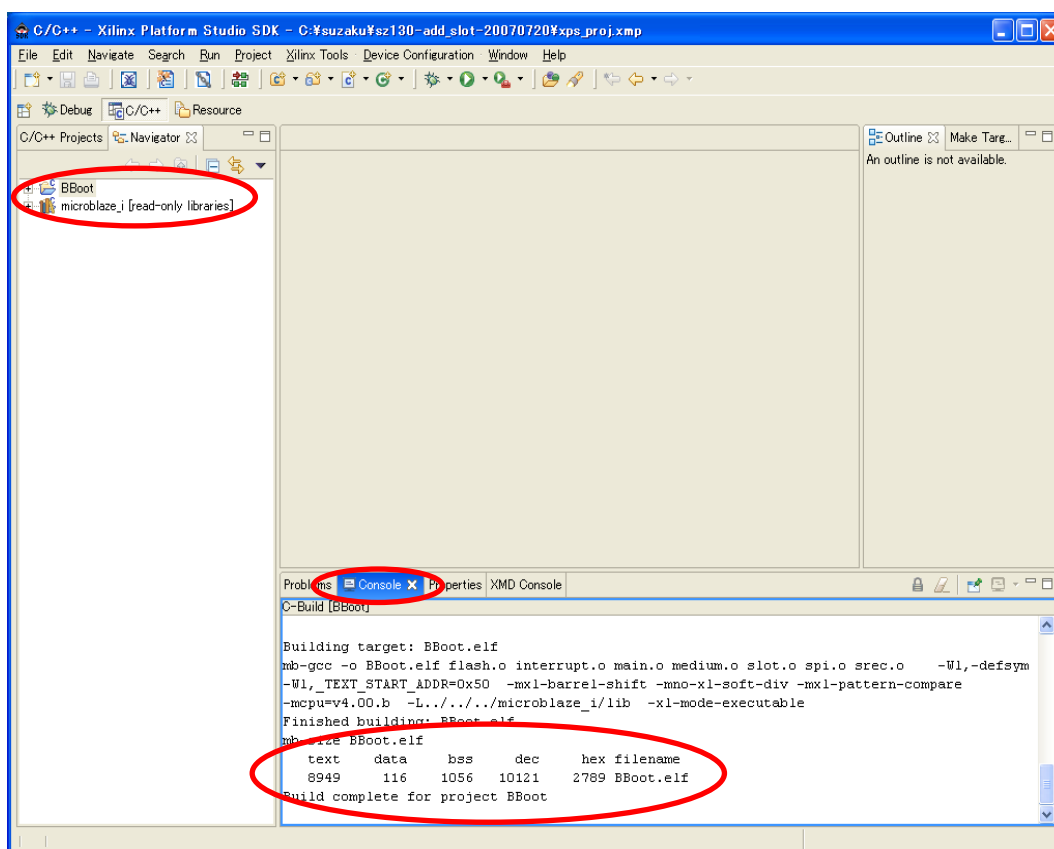 C/C++ - Xilinx Platform Studio SDK - C:¥suzaku¥sz130-add_slot-20070720¥xps_proj.xmp
File Edit Navigate Search Run Project Xilinx Tools Device Configuration Window Help
Debug C/C++ Resource
C/C++ Projects Navigator
Outline Make Targ...
An outline is not available.
BBoot
microblaze_i [read-only libraries]
Problems Console Properties XMD Console
C-Build [BBoot]
Building target: BBoot.elf
mb-gcc -o BBoot.elf flash.o interrupt.o main.o medium.o slot.o spi.o srec.o -Wl,-defsym
-Wl,_TEXT_START_ADDR=0x50 -mxl-barrel-shift -mno-xl-soft-div -mxl-pattern-compare
-mcpu=v4.00.b -L../../../microblaze_i/lib -xl-mode-executable
Finished building: BBoot.elf
mb-size BBoot.elf
text data bss dec hex filename
8949 116 1056 10121 2789 BBoot.elf
Build complete for project BBoot